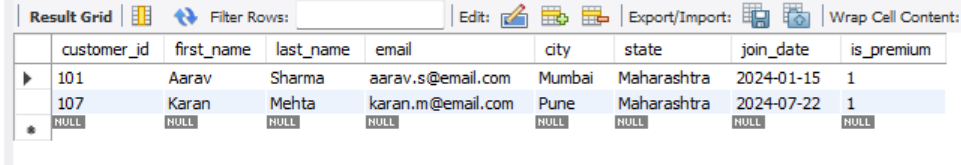 Result Grid Filter Rows: Edit: Export/Import: Wrap Cell Content:
customer_id first_name last_name email city state join_date is_premium
101 Aarav Sharma aarav.s@email.com Mumbai Maharashtra 2024-01-15 1
107 Karan Mehta karan.m@email.com Pune Maharashtra 2024-07-22 1
NULL NULL NULL NULL NULL NULL NULL NULL